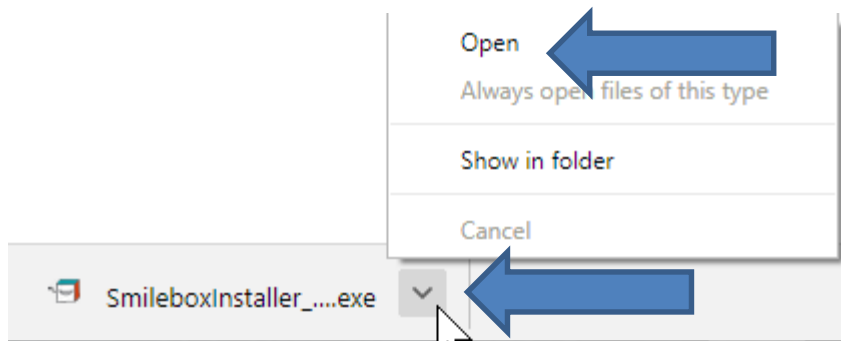 Open
Always open files of this type
Show in folder
Cancel
SmileboxInstaller_....exe